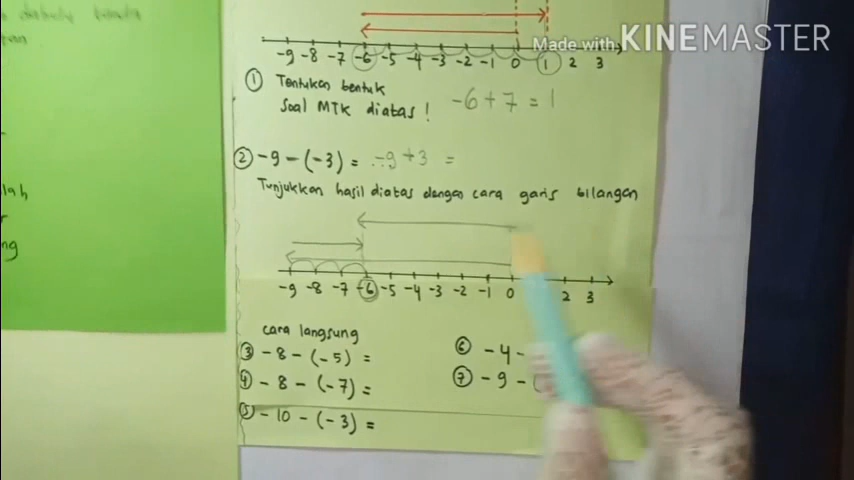 Made with KINEMASTER
-9 -8 -7 -6 -5 -4 -3 -2 -1 0 1 2 3
① Tentukan bentuk
Soal MTK diatas ! -6 + 7 = 1
② -9 - (-3) = -9 + 3 =
Tunjukkan hasil diatas dengan cara garis bilangan
-9 -8 -7 -6 -5 -4 -3 -2 -1 0 2 3
cara langsung
③ -8 - (-5) =
④ -8 - (-7) =
⑤ -10 - (-3) =
⑥ -4 -
⑦ -9 - (